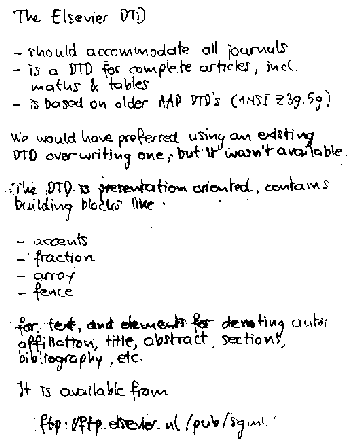 The Elsevier DTD
- should accommodate all journals
- is a DTD for complete articles, incl.
maths & tables
- is based on older AAP DTD's (ANSI Z39.59)
We would have preferred using an existing
DTD over writing one, but it wasn't available.
The DTD is presentation oriented, contains
building blocks like
- accents
- fraction
- array
- fence
for text, and elements for denoting
affiliation, title, abstract, sections,
bibliography, etc.
It is available from
ftp://ftp.elsevier.nl/pub/sgml